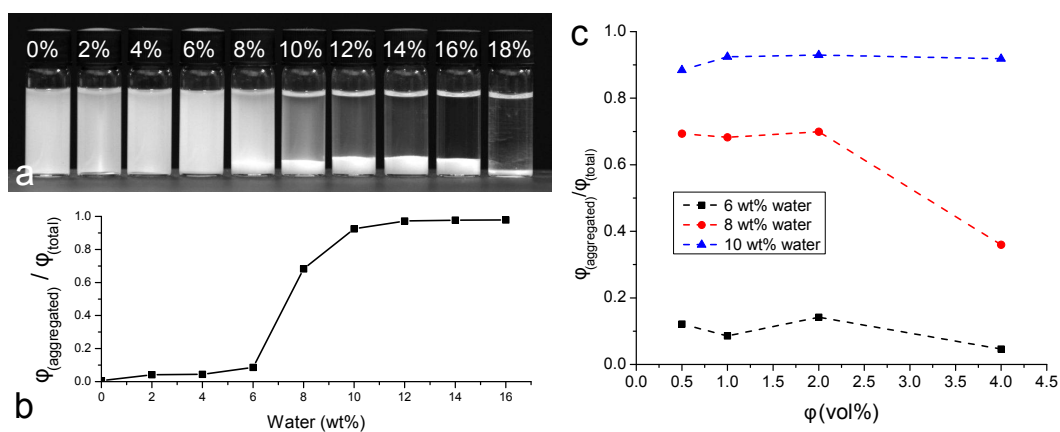 0% 2% 4% 6% 8% 10% 12% 14% 16% 18%
a
φ(aggregated) / φ(total)
1.0
0.8
0.6
0.4
0.2
0.0
0 2 4 6 8 10 12 14 16
Water (wt%)
b
c
φ(aggregated)/φ(total)
1.0
0.8
0.6
0.4
0.2
0.0
6 wt% water
8 wt% water
10 wt% water
0.0 0.5 1.0 1.5 2.0 2.5 3.0 3.5 4.0 4.5
φ (vol%)